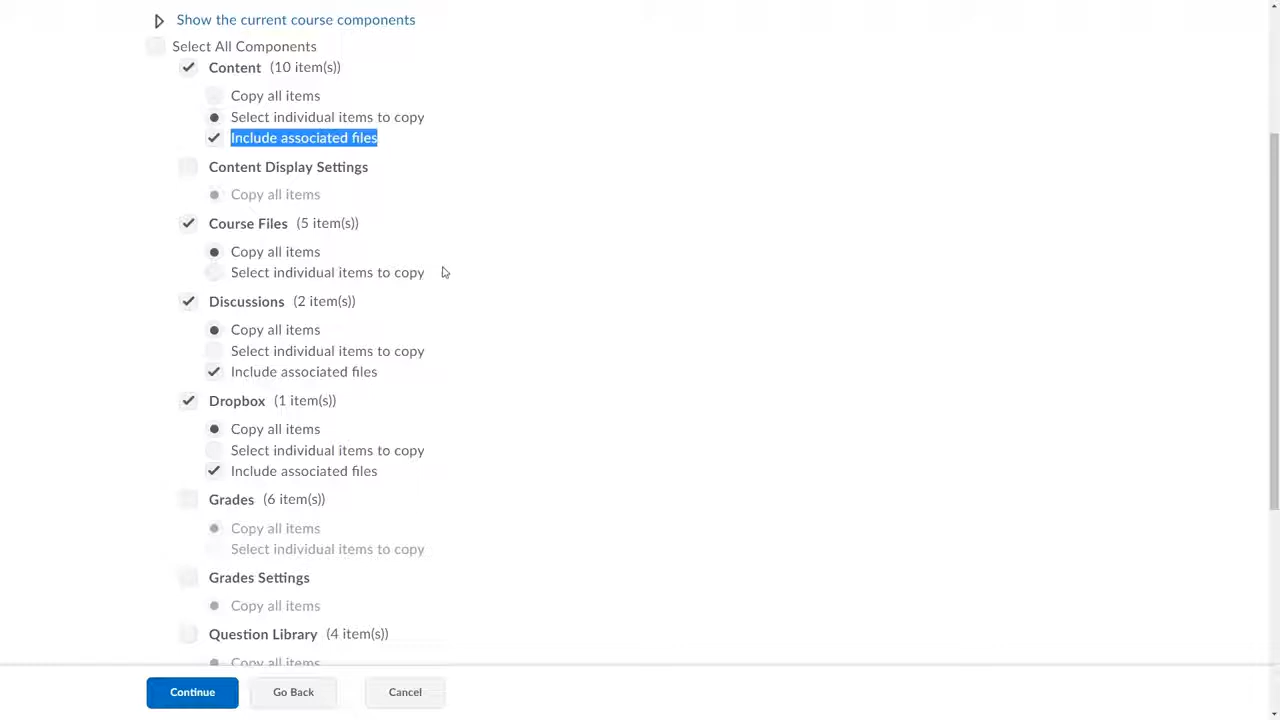 Show the current course components
Select All Components
Content (10 item(s))
Copy all items
Select individual items to copy
Include associated files
Content Display Settings
Copy all items
Course Files (5 item(s))
Copy all items
Select individual items to copy
Discussions (2 item(s))
Copy all items
Select individual items to copy
Include associated files
Dropbox (1 item(s))
Copy all items
Select individual items to copy
Include associated files
Grades (6 item(s))
Copy all items
Select individual items to copy
Grades Settings
Copy all items
Question Library (4 item(s))
Copy all items
Continue Go Back Cancel